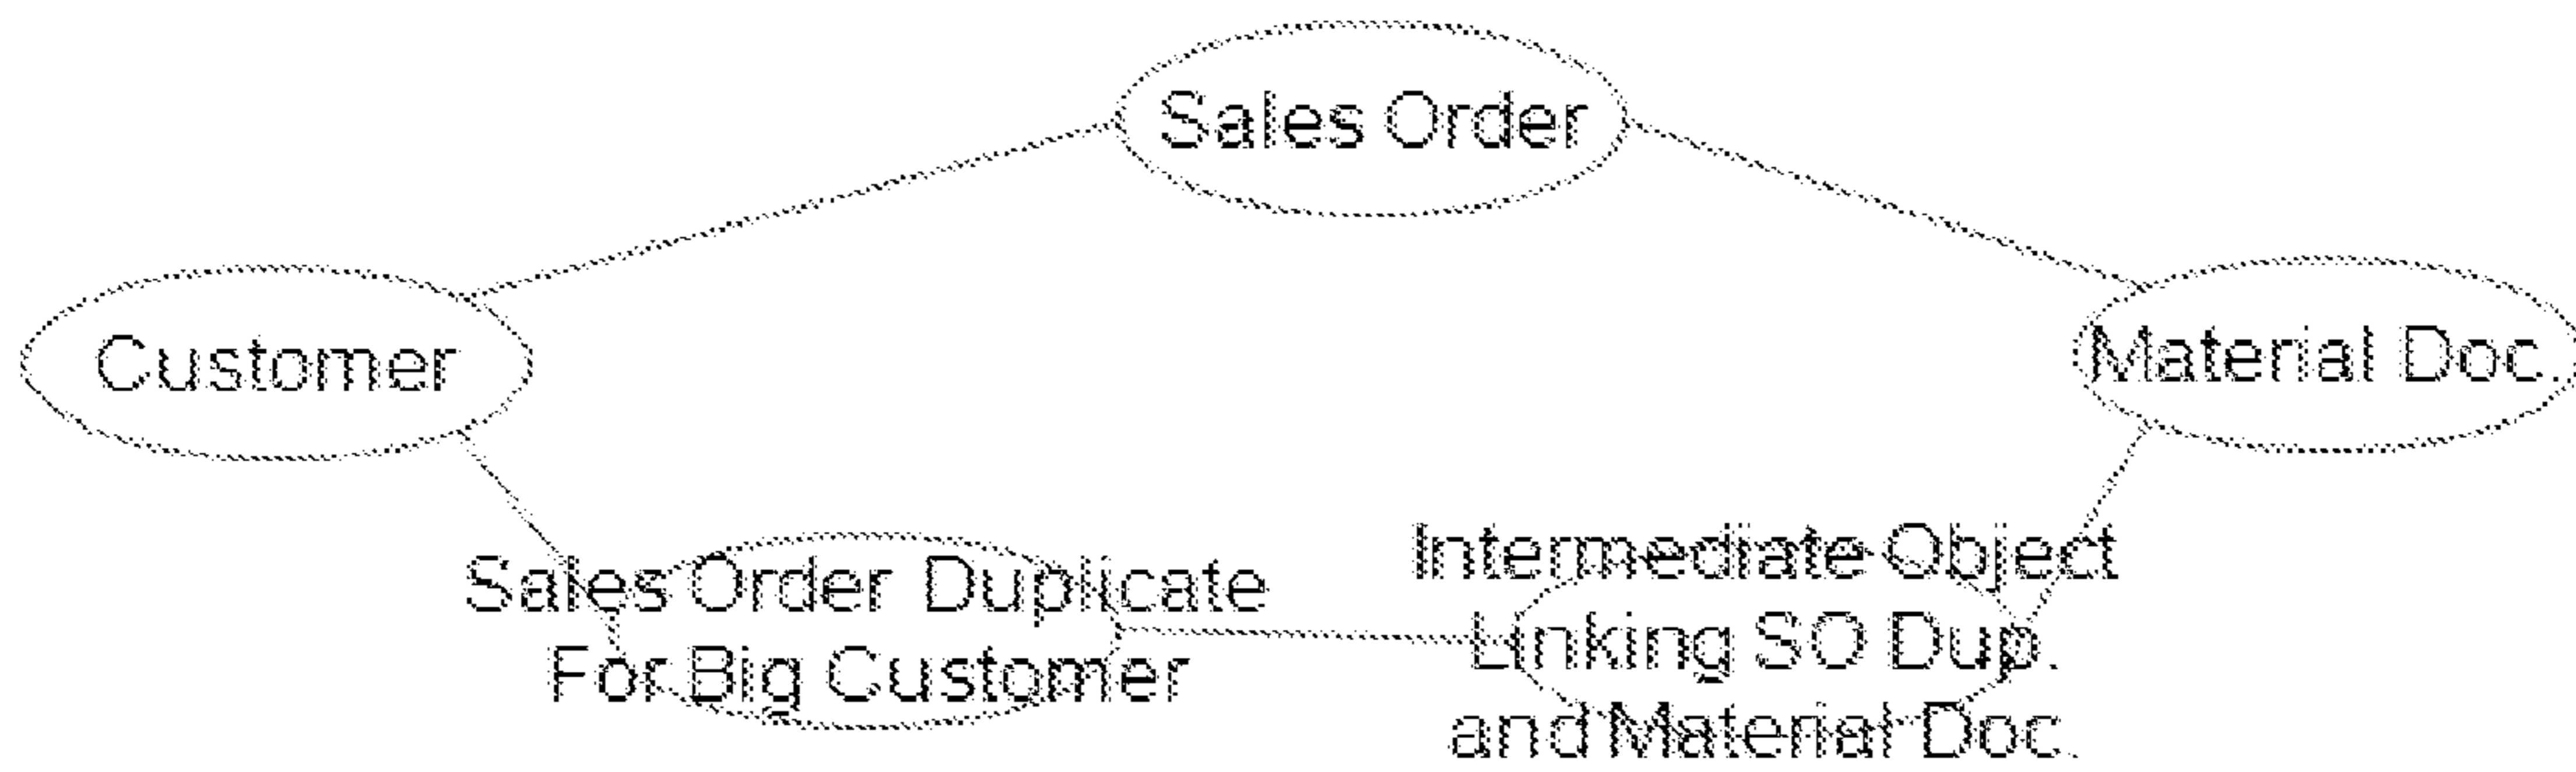 Sales Order
Customer
Material Doc.
Sales Order Duplicate
For Big Customer
Intermediate Object
Linking SO Dup.
and Material Doc.